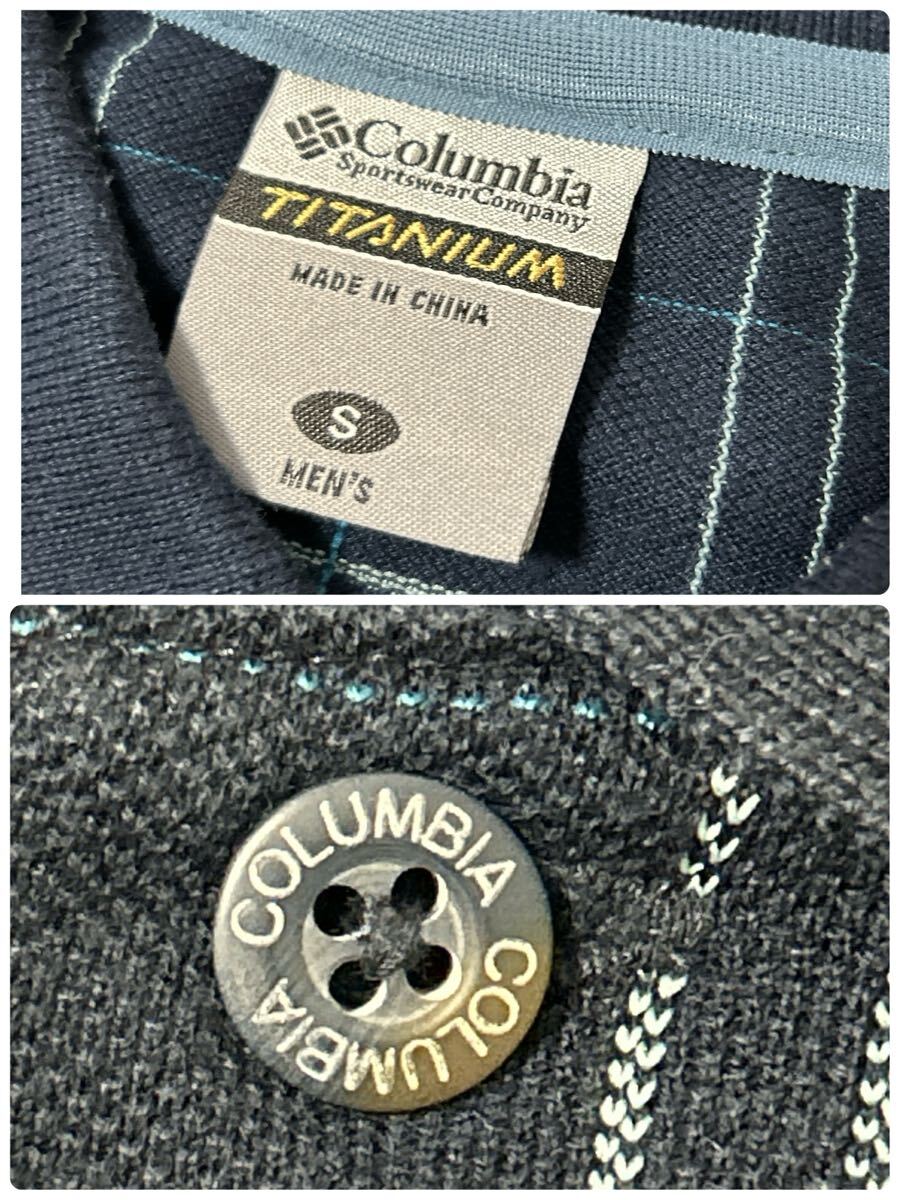 Columbia
Sportswear Company
TITANIUM
MADE IN CHINA
S
MEN'S
COLUMBIA COLUMBIA